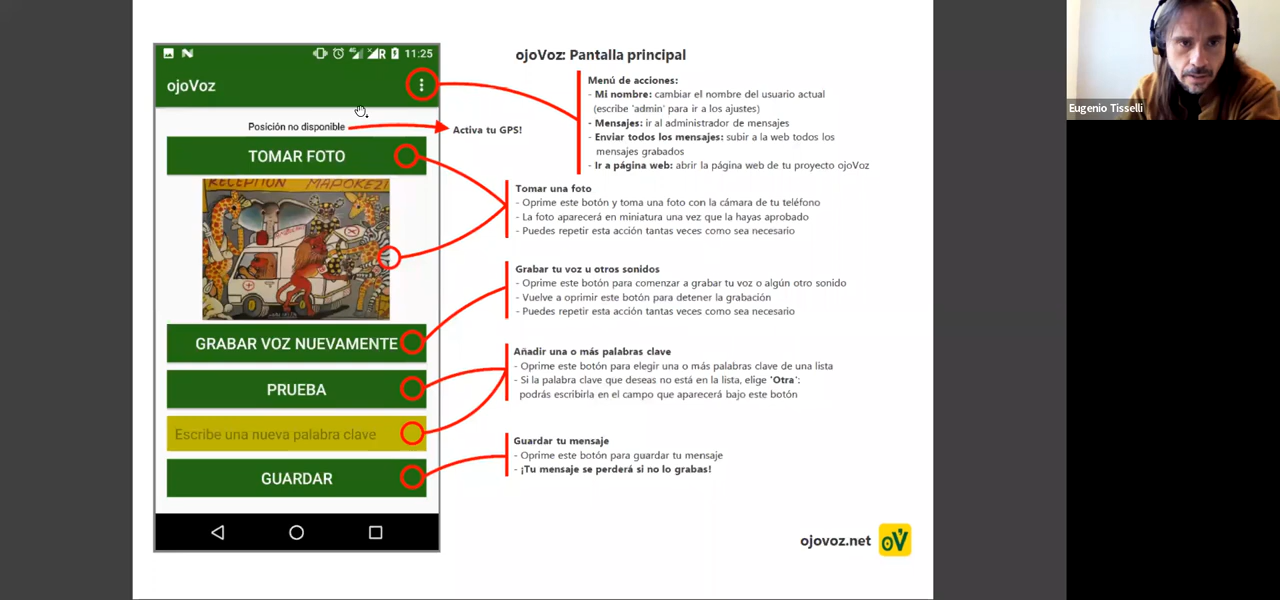 11:25
ojoVoz
Posición no disponible
TOMAR FOTO
RECEPTION MAPOKEZI
GRABAR VOZ NUEVAMENTE
PRUEBA
Escribe una nueva palabra clave
GUARDAR
ojoVoz: Pantalla principal
Activa tu GPS!
Menú de acciones:
- Mi nombre: cambiar el nombre del usuario actual
(escribe 'admin' para ir a los ajustes)
- Mensajes: ir al administrador de mensajes
- Enviar todos los mensajes: subir a la web todos los
mensajes grabados
- Ir a página web: abrir la página web de tu proyecto ojoVoz
Tomar una foto
- Oprime este botón y toma una foto con la cámara de tu teléfono
- La foto aparecerá en miniatura una vez que la hayas aprobado
- Puedes repetir esta acción tantas veces como sea necesario
Grabar tu voz u otros sonidos
- Oprime este botón para comenzar a grabar tu voz o algún otro sonido
- Vuelve a oprimir este botón para detener la grabación
- Puedes repetir esta acción tantas veces como sea necesario
Añadir una o más palabras clave
- Oprime este botón para elegir una o más palabras clave de una lista
- Si la palabra clave que deseas no está en la lista, elige 'Otra':
podrás escribirla en el campo que aparecerá bajo este botón
Guardar tu mensaje
- Oprime este botón para guardar tu mensaje
- ¡Tu mensaje se perderá si no lo grabas!
ojovoz.net
oV
Eugenio Tisselli